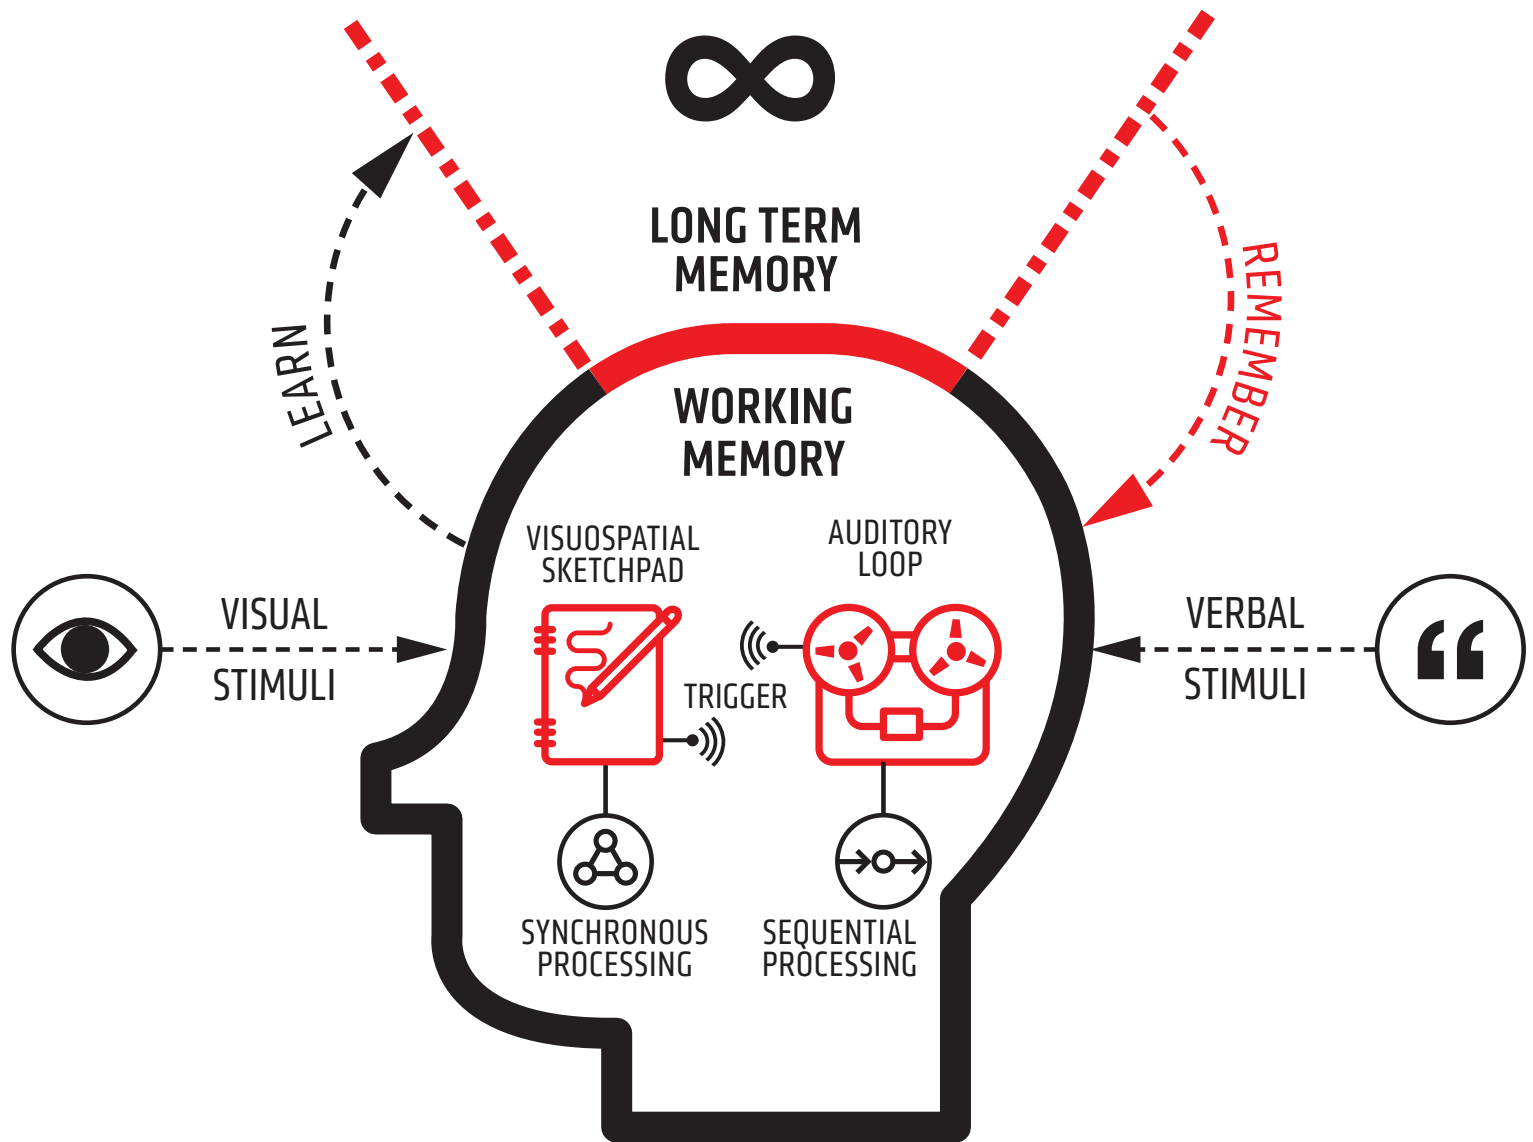 LONG TERM
MEMORY
LEARN
REMEMBER
WORKING
MEMORY
VISUOSPATIAL
SKETCHPAD
AUDITORY
LOOP
VISUAL
STIMULI
TRIGGER
VERBAL
STIMULI
“
SYNCHRONOUS
PROCESSING
SEQUENTIAL
PROCESSING